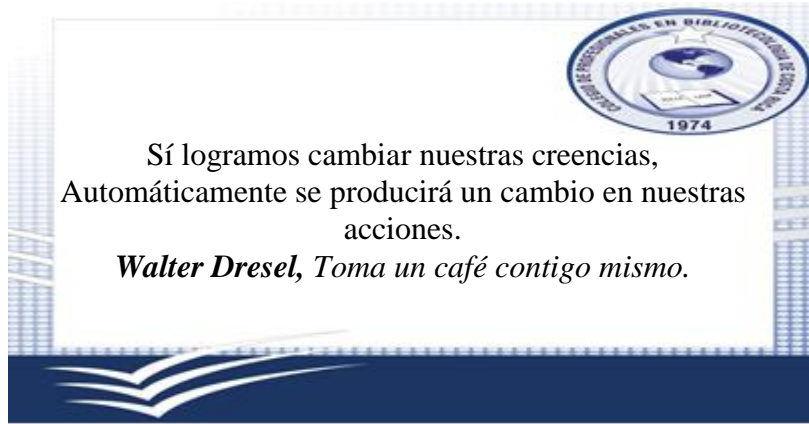 COLEGIO DE PROFESIONALES EN BIBLIOTECOLOGIA DE COSTA RICA
1974
Sí logramos cambiar nuestras creencias,
Automáticamente se producirá un cambio en nuestras
acciones.
Walter Dresel, Toma un café contigo mismo.